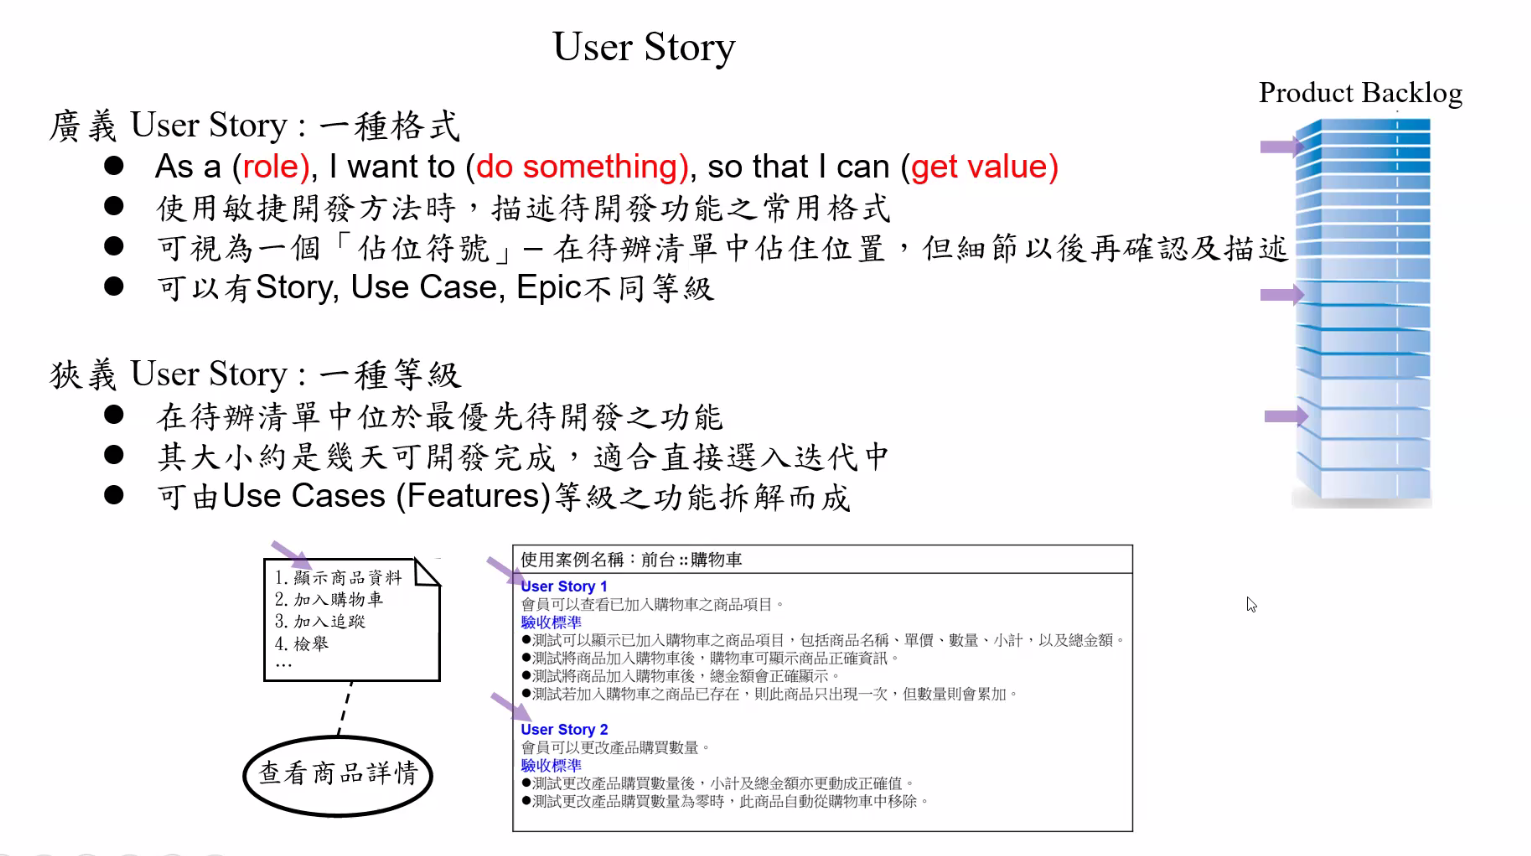 User Story
Product Backlog
廣義 User Story : 一種格式
● As a (role), I want to (do something), so that I can (get value)
● 使用敏捷開發方法時，描述待開發功能之常用格式
● 可視為一個「佔位符號」– 在待辦清單中佔住位置，但細節以後再確認及描述
● 可以有Story, Use Case, Epic不同等級
狹義 User Story : 一種等級
● 在待辦清單中位於最優先待開發之功能
● 其大小約是幾天可開發完成，適合直接選入迭代中
● 可由Use Cases (Features)等級之功能拆解而成
1. 顯示商品資料
2. 加入購物車
3. 加入追蹤
4. 檢舉
...
查看商品詳情
使用案例名稱：前台::購物車
User Story 1
會員可以查看已加入購物車之商品項目。
驗收標準
●測試可以顯示已加入購物車之商品項目，包括商品名稱、單價、數量、小計，以及總金額。
●測試將商品加入購物車後，購物車可顯示商品正確資訊。
●測試將商品加入購物車後，總金額會正確顯示。
●測試若加入購物車之商品已存在，則此商品只出現一次，但數量則會累加。
User Story 2
會員可以更改產品購買數量。
驗收標準
●測試更改產品購買數量後，小計及總金額亦更動成正確值。
●測試更改產品購買數量為零時，此商品自動從購物車中移除。